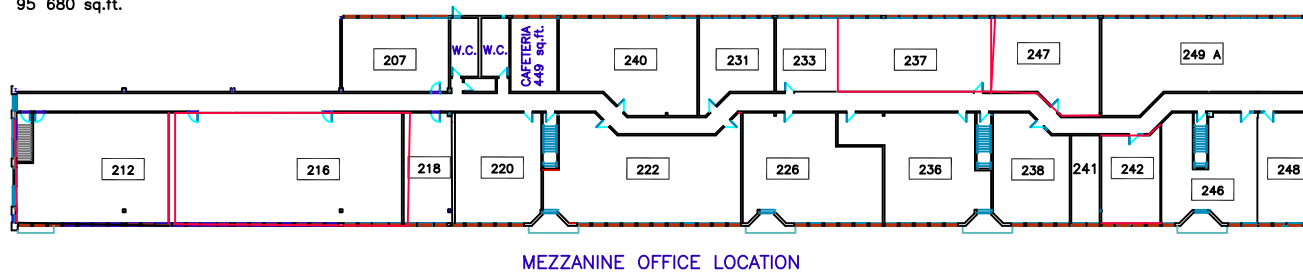 95 680 sq.ft.
207
W.C.
W.C.
CAFETERIA
449 sq.ft.
240
231
233
237
247
249 A
212
216
218
220
222
226
236
238
241
242
246
248
MEZZANINE OFFICE LOCATION